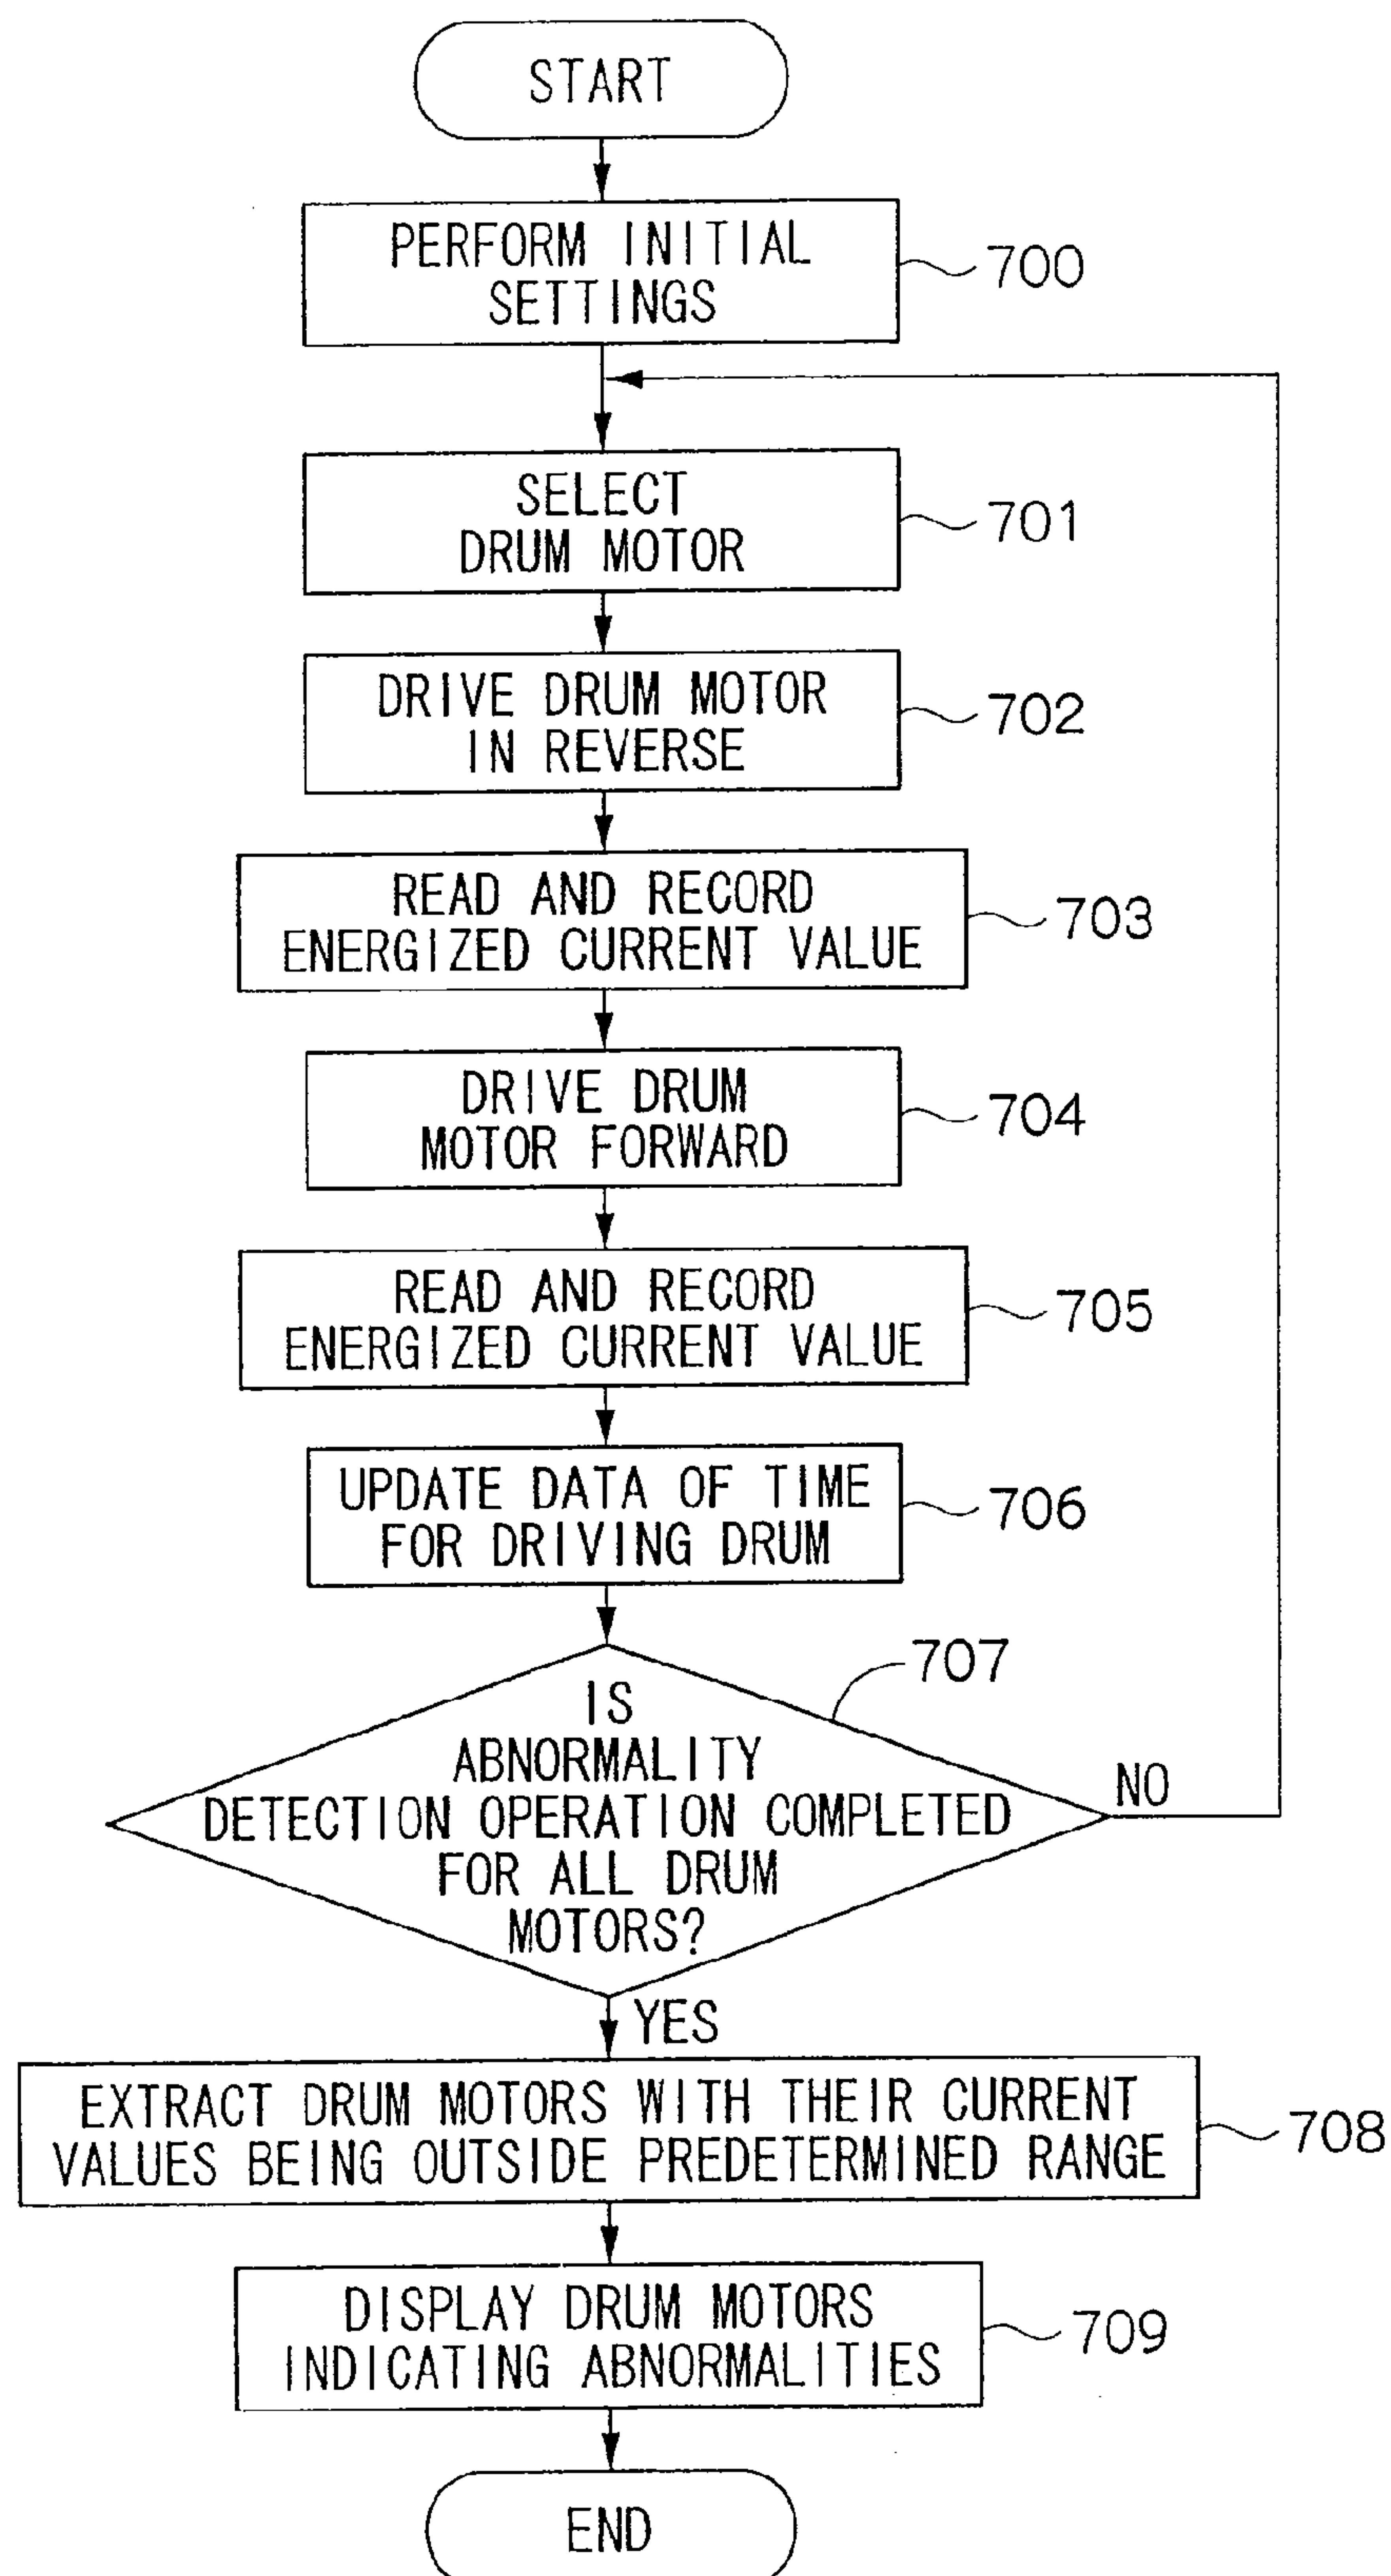 START
PERFORM INITIAL
SETTINGS
700
SELECT
DRUM MOTOR
701
DRIVE DRUM MOTOR
IN REVERSE
702
READ AND RECORD
ENERGIZED CURRENT VALUE
703
DRIVE DRUM
MOTOR FORWARD
704
READ AND RECORD
ENERGIZED CURRENT VALUE
705
UPDATE DATA OF TIME
FOR DRIVING DRUM
706
707
IS
ABNORMALITY
DETECTION OPERATION COMPLETED
FOR ALL DRUM
MOTORS?
NO
YES
EXTRACT DRUM MOTORS WITH THEIR CURRENT
VALUES BEING OUTSIDE PREDETERMINED RANGE
708
DISPLAY DRUM MOTORS
INDICATING ABNORMALITIES
709
END